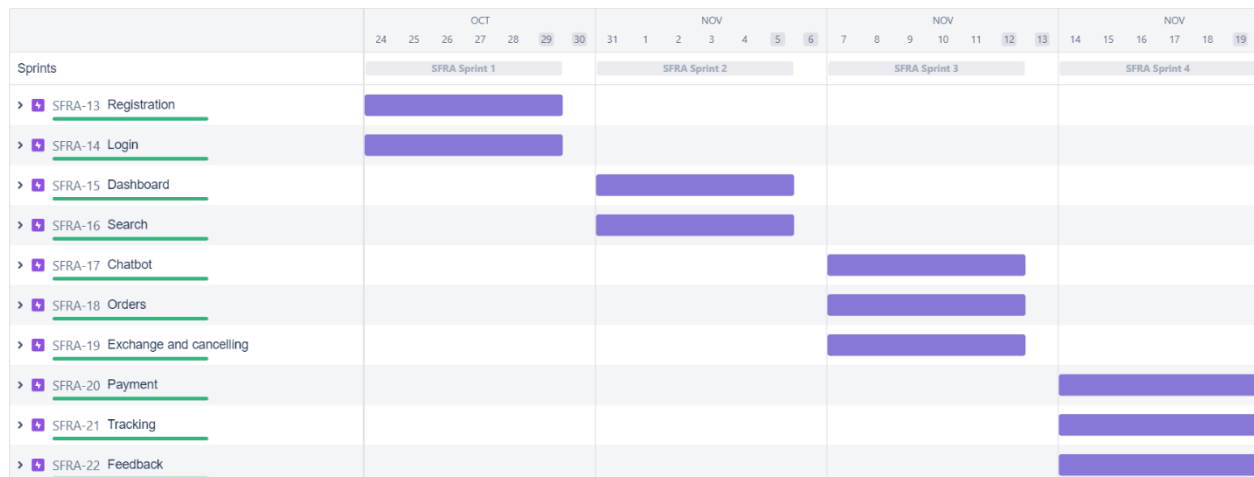 OCT NOV NOV NOV
24 25 26 27 28 29 30 31 1 2 3 4 5 6 7 8 9 10 11 12 13 14 15 16 17 18 19
Sprints SFRA Sprint 1 SFRA Sprint 2 SFRA Sprint 3 SFRA Sprint 4
SFRA-13 Registration
SFRA-14 Login
SFRA-15 Dashboard
SFRA-16 Search
SFRA-17 Chatbot
SFRA-18 Orders
SFRA-19 Exchange and cancelling
SFRA-20 Payment
SFRA-21 Tracking
SFRA-22 Feedback